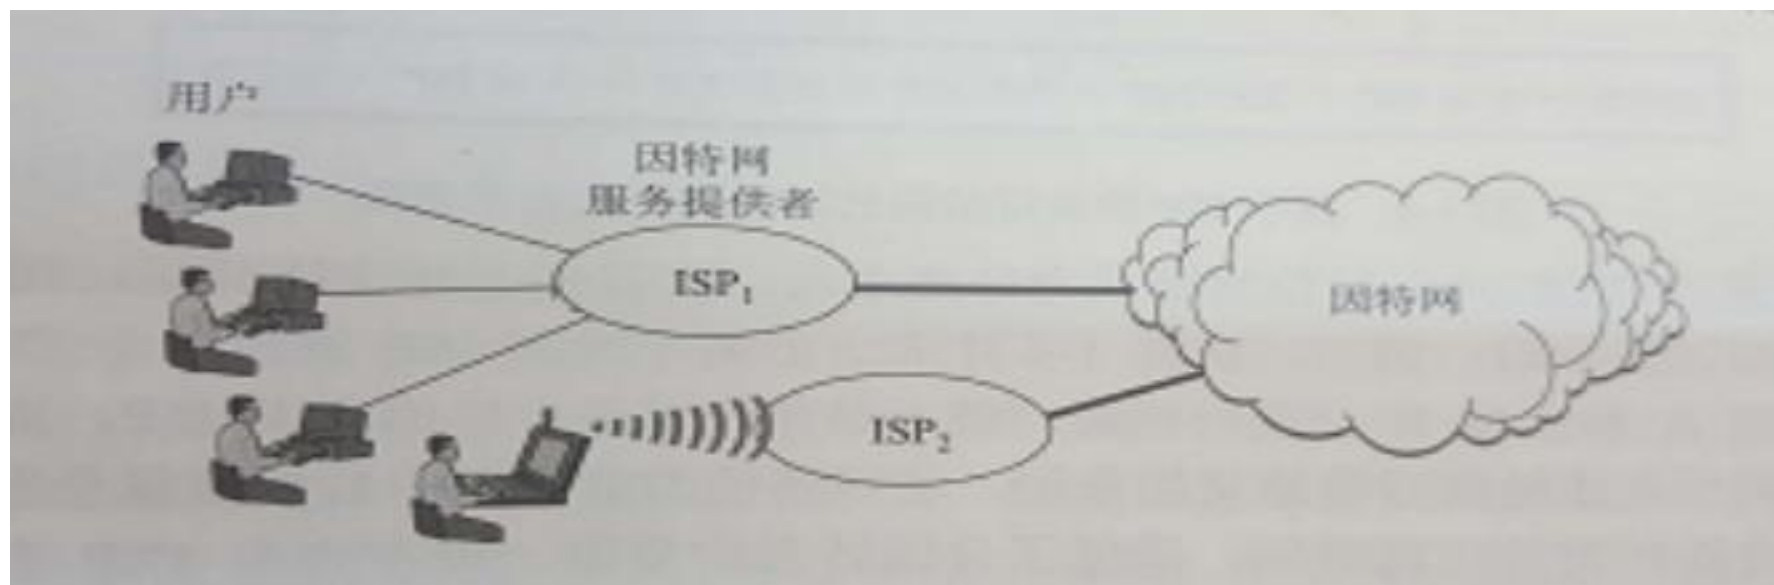 用户
因特网
服务提供者
ISP₁
因特网
ISP₂